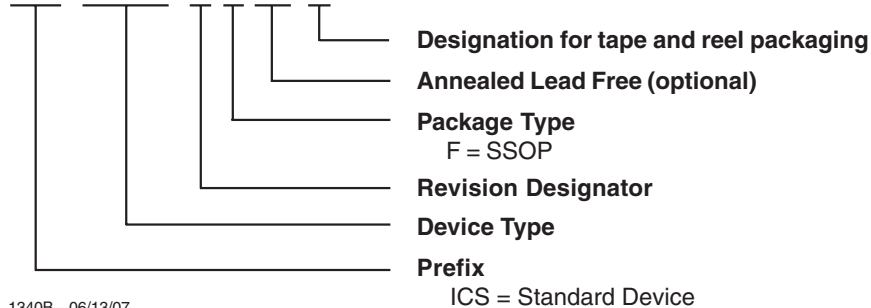 Designation for tape and reel packaging
Annealed Lead Free (optional)
Package Type
F = SSOP
Revision Designator
Device Type
Prefix
ICS = Standard Device
1340B 06/13/07